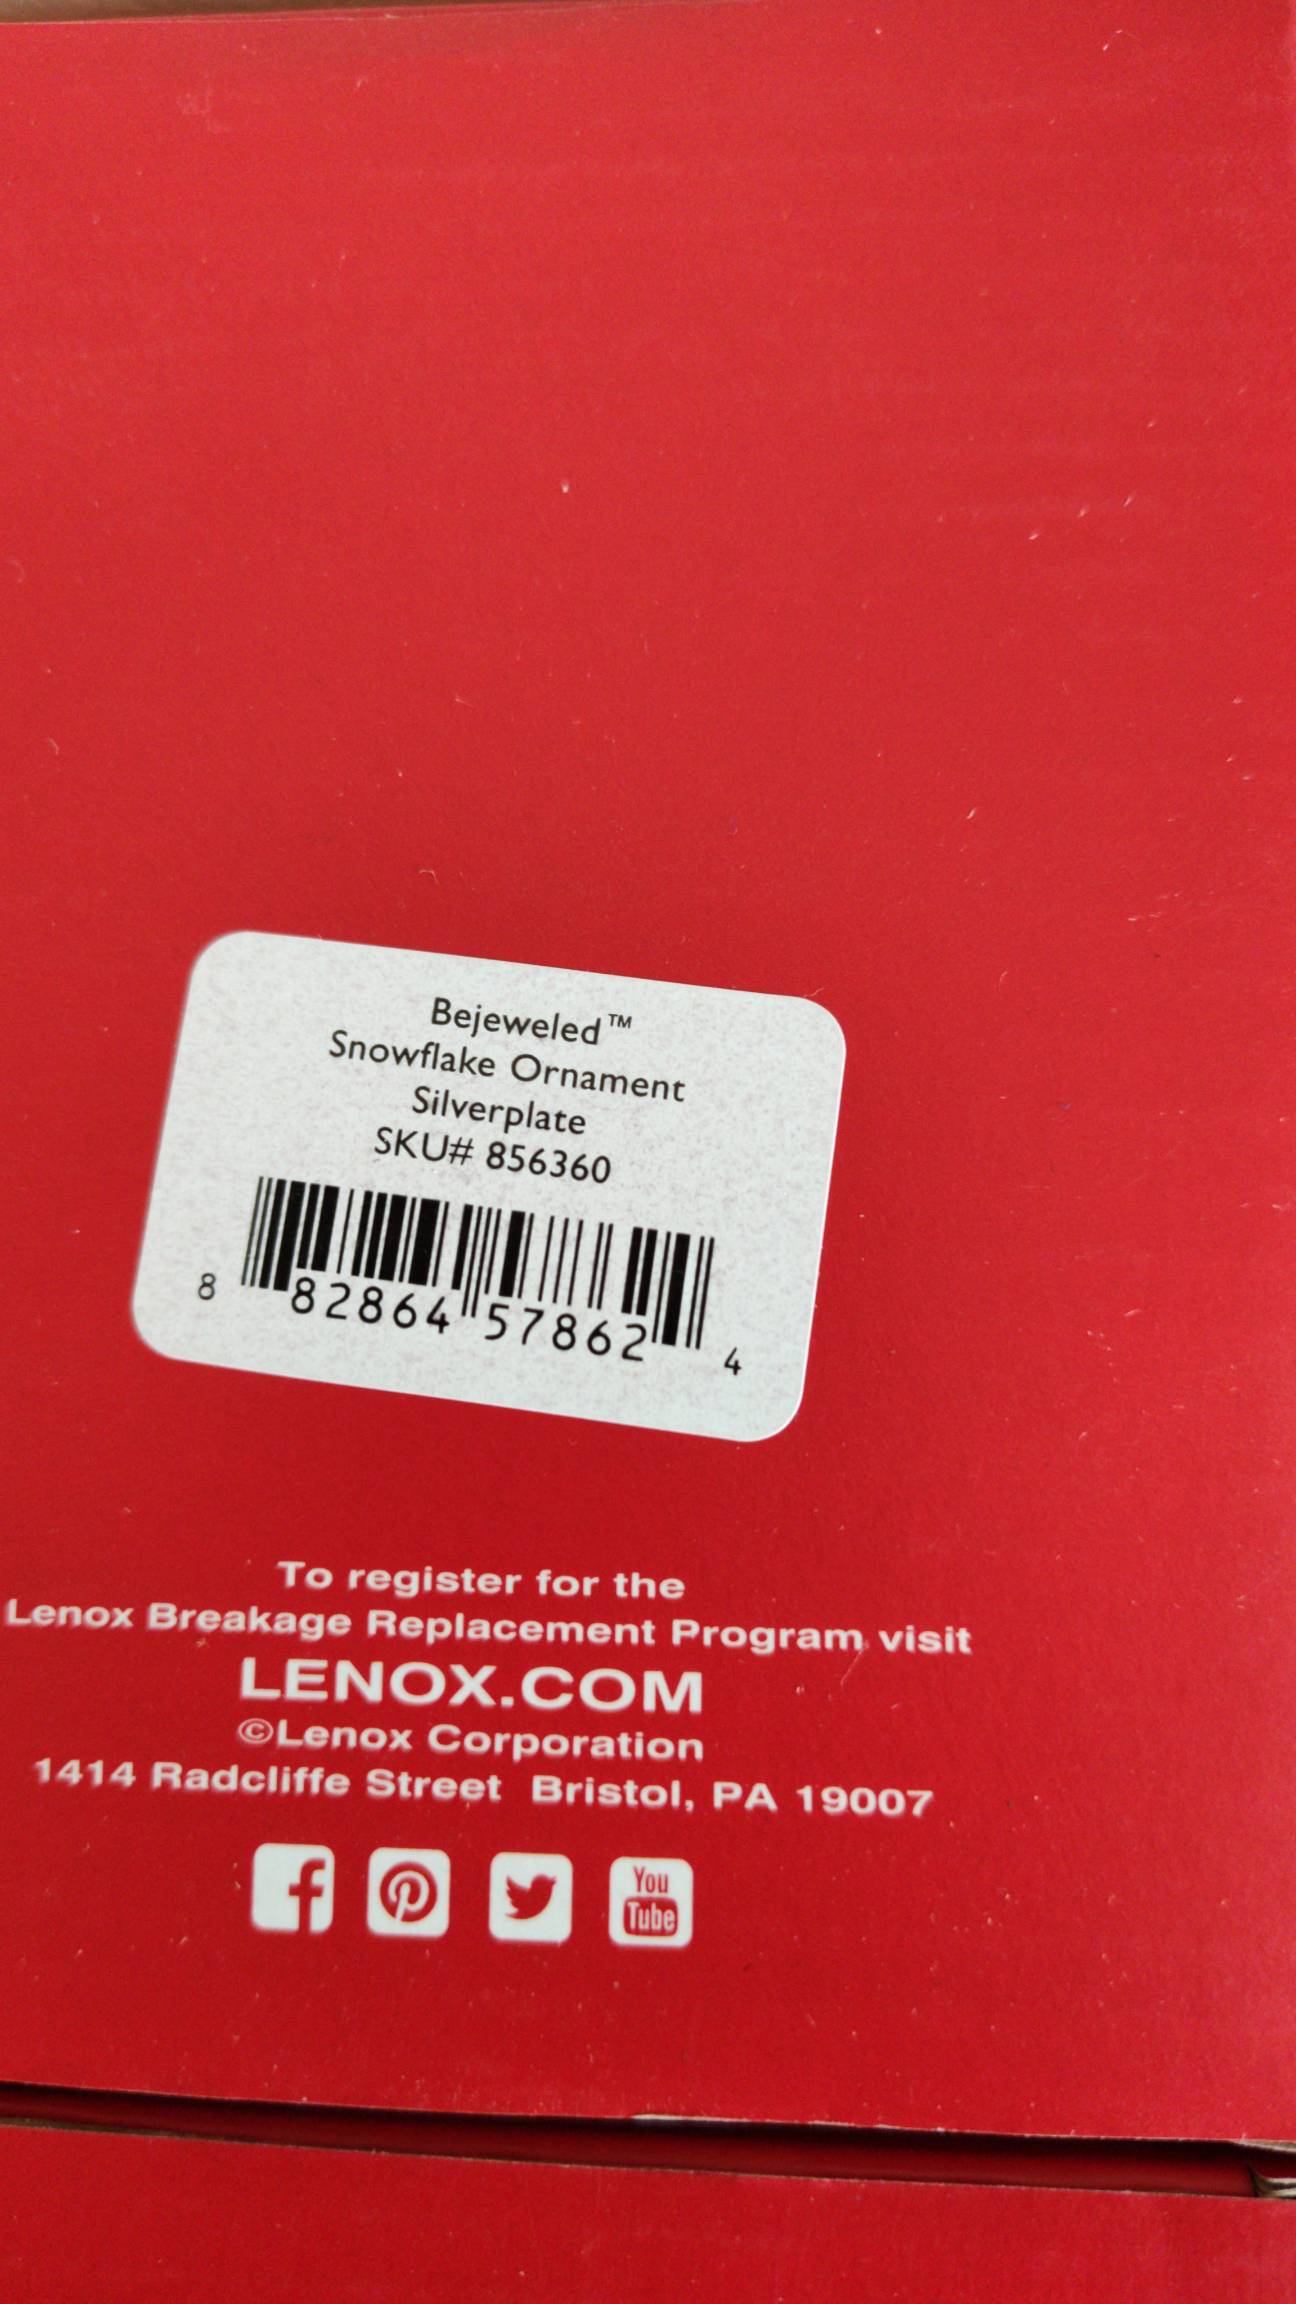 Bejeweled™
Snowflake Ornament
Silverplate
SKU# 856360
8 82864 57862 4
To register for the
Lenox Breakage Replacement Program visit
LENOX.COM
©Lenox Corporation
1414 Radcliffe Street Bristol, PA 19007
You
Tube